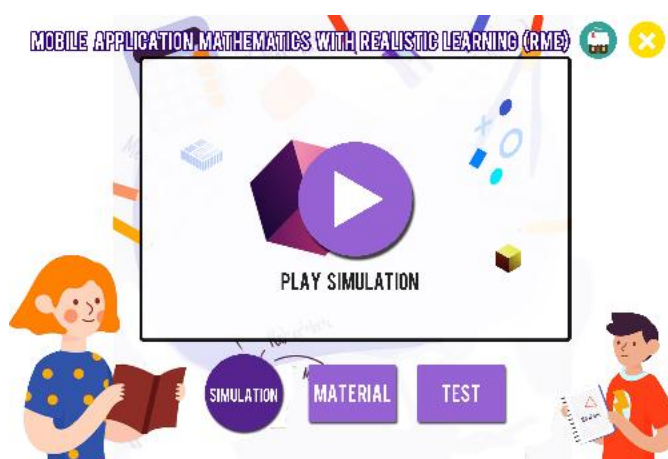 MOBILE APPLICATION MATHEMATICS WITH REALISTIC LEARNING (RME)
PLAY SIMULATION
SIMULATION
MATERIAL
TEST